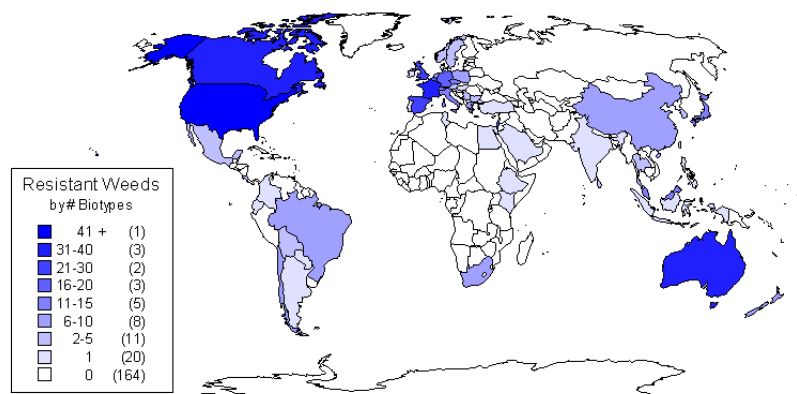 Resistant Weeds
by# Biotypes
41 + (1)
31-40 (3)
21-30 (2)
16-20 (3)
11-15 (5)
6-10 (8)
2-5 (11)
1 (20)
0 (164)